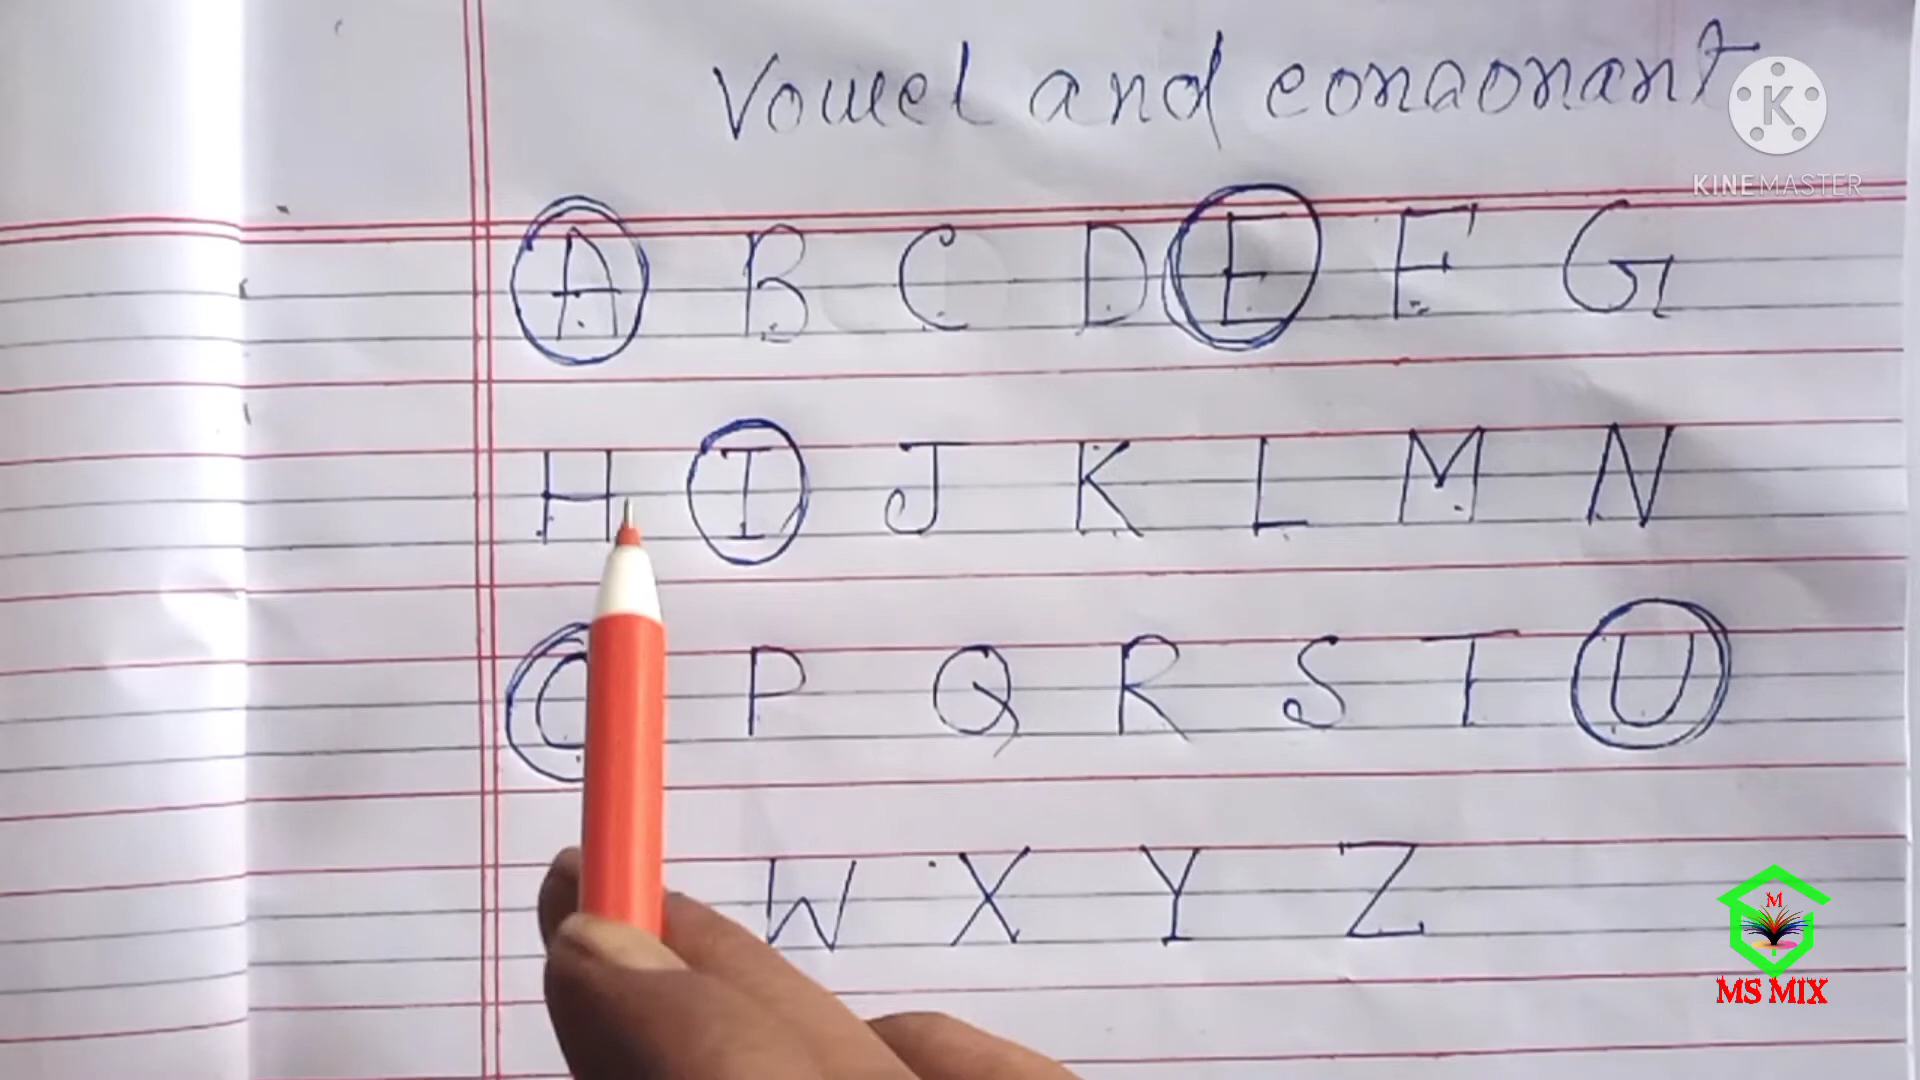 Vowel and consonant
K
KINEMASTER
A B C D E F G
H I J K L M N
O P Q R S T U
W X Y Z
M
MS MIX